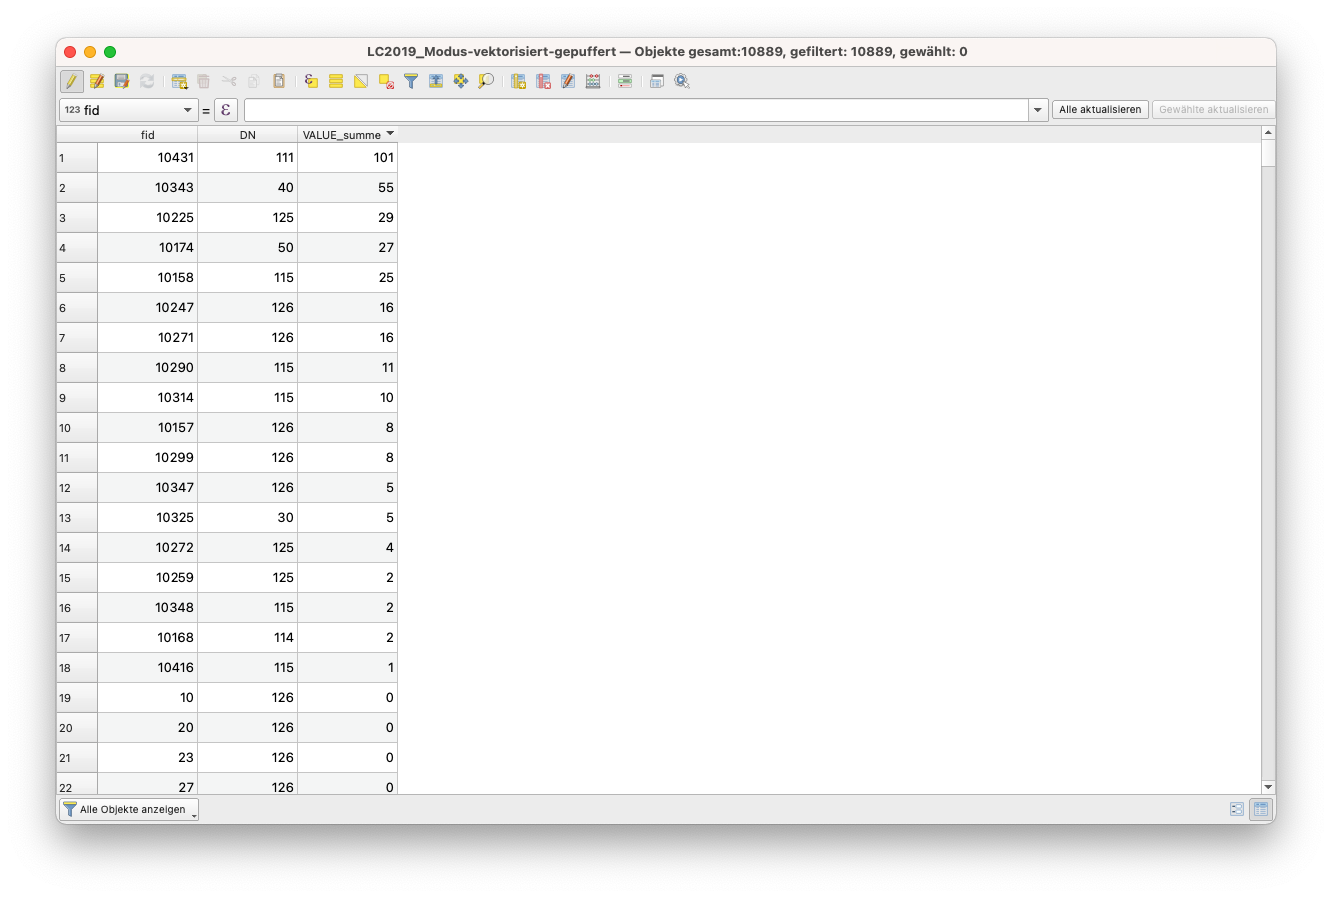 LC2019_Modus-vektorisiert-gepuffert — Objekte gesamt:10889, gefiltert: 10889, gewählt: 0
123 fid = ε Alle aktualisieren Gewählte aktualisieren
fid DN VALUE_summe
1 10431 111 101
2 10343 40 55
3 10225 125 29
4 10174 50 27
5 10158 115 25
6 10247 126 16
7 10271 126 16
8 10290 115 11
9 10314 115 10
10 10157 126 8
11 10299 126 8
12 10347 126 5
13 10325 30 5
14 10272 125 4
15 10259 125 2
16 10348 115 2
17 10168 114 2
18 10416 115 1
19 10 126 0
20 20 126 0
21 23 126 0
22 27 126 0
Alle Objekte anzeigen